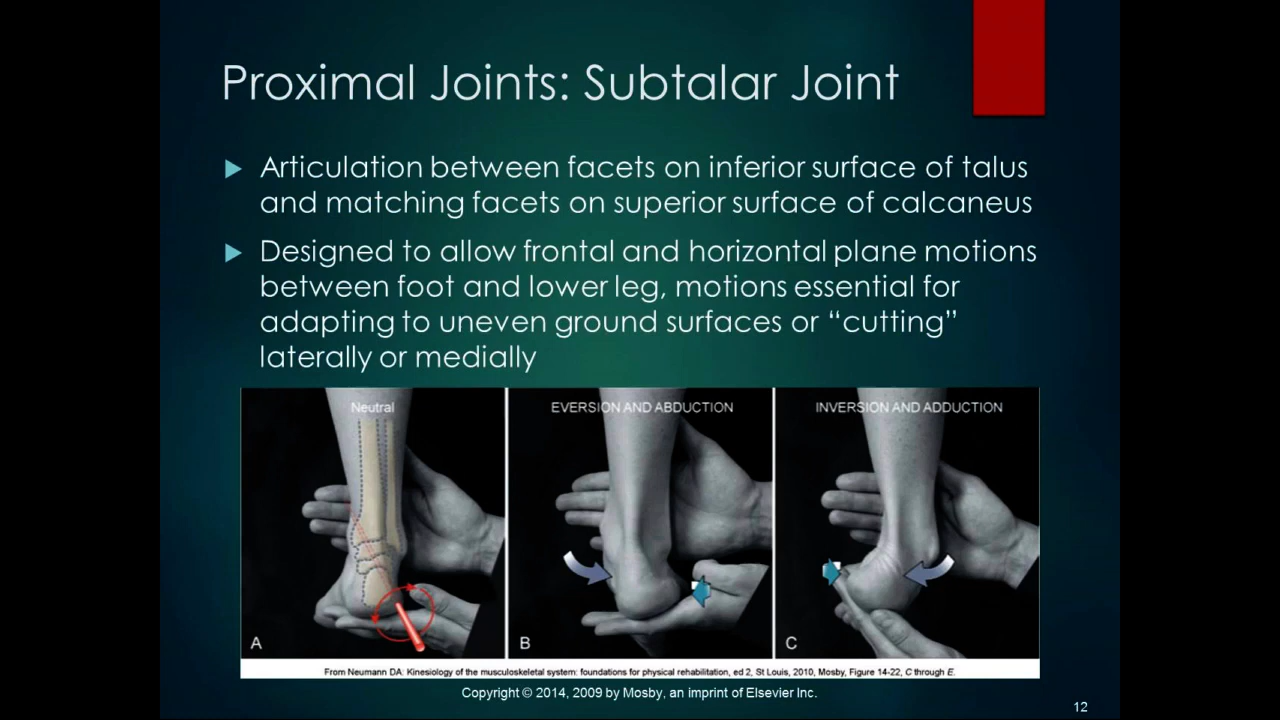 Proximal Joints: Subtalar Joint
Articulation between facets on inferior surface of talus
and matching facets on superior surface of calcaneus
Designed to allow frontal and horizontal plane motions
between foot and lower leg, motions essential for
adapting to uneven ground surfaces or “cutting”
laterally or medially
Neutral
EVERSION AND ABDUCTION
INVERSION AND ADDUCTION
A
B
C
From Neumann DA: Kinesiology of the musculoskeletal system: foundations for physical rehabilitation, ed 2, St Louis, 2010, Mosby, Figure 14-22, C through E.
Copyright © 2014, 2009 by Mosby, an imprint of Elsevier Inc.
12